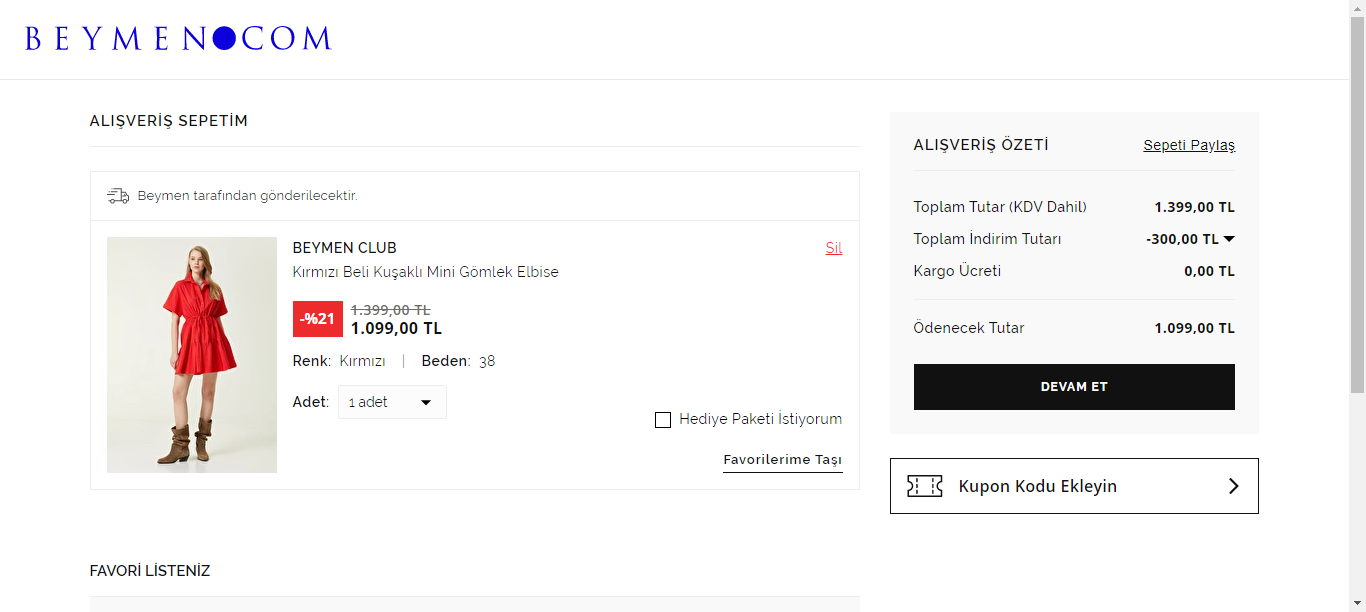 BEYMEN.COM
ALIŞVERİŞ SEPETİM
Beymen tarafından gönderilecektir.
BEYMEN CLUB
Sil
Kırmızı Beli Kuşaklı Mini Gömlek Elbise
-%21
1.399,00 TL
1.099,00 TL
Renk: Kırmızı | Beden: 38
Adet: 1 adet
Hediye Paketi İstiyorum
Favorilerime Taşı
FAVORİ LİSTENİZ
ALIŞVERİŞ ÖZETİ Sepeti Paylaş
Toplam Tutar (KDV Dahil) 1.399,00 TL
Toplam İndirim Tutarı -300,00 TL
Kargo Ücreti 0,00 TL
Ödenecek Tutar 1.099,00 TL
DEVAM ET
Kupon Kodu Ekleyin